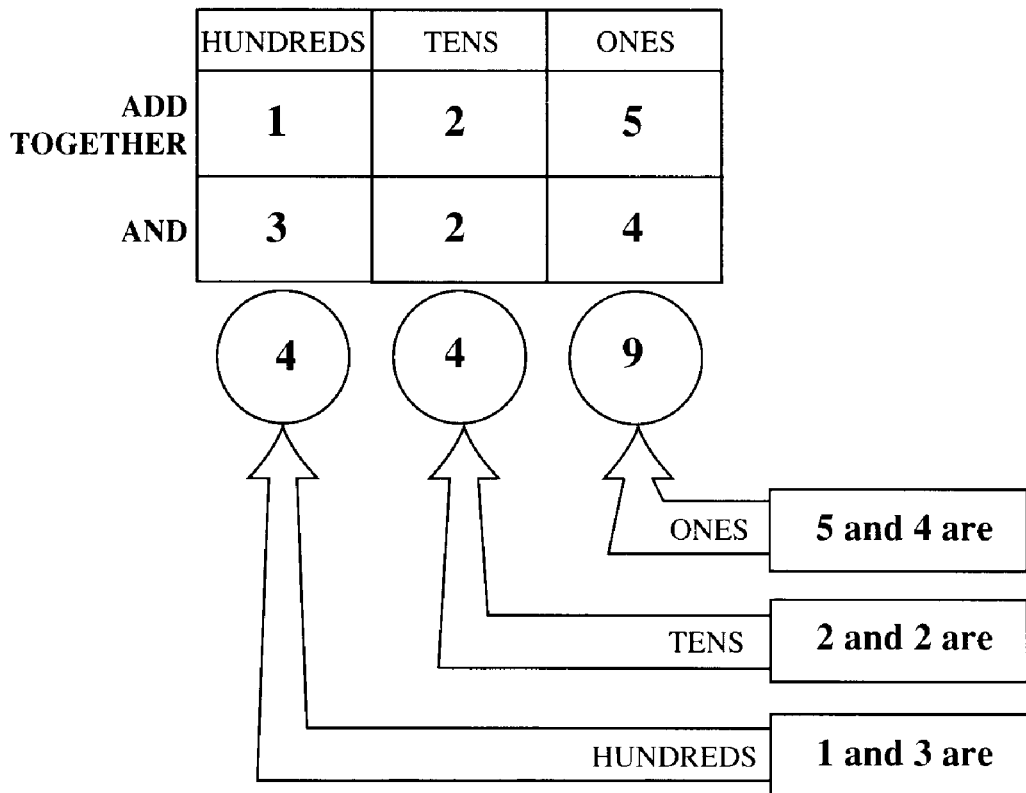 HUNDREDS TENS ONES
ADD
TOGETHER
1 2 5
AND 3 2 4
4 4 9
ONES 5 and 4 are
TENS 2 and 2 are
HUNDREDS 1 and 3 are